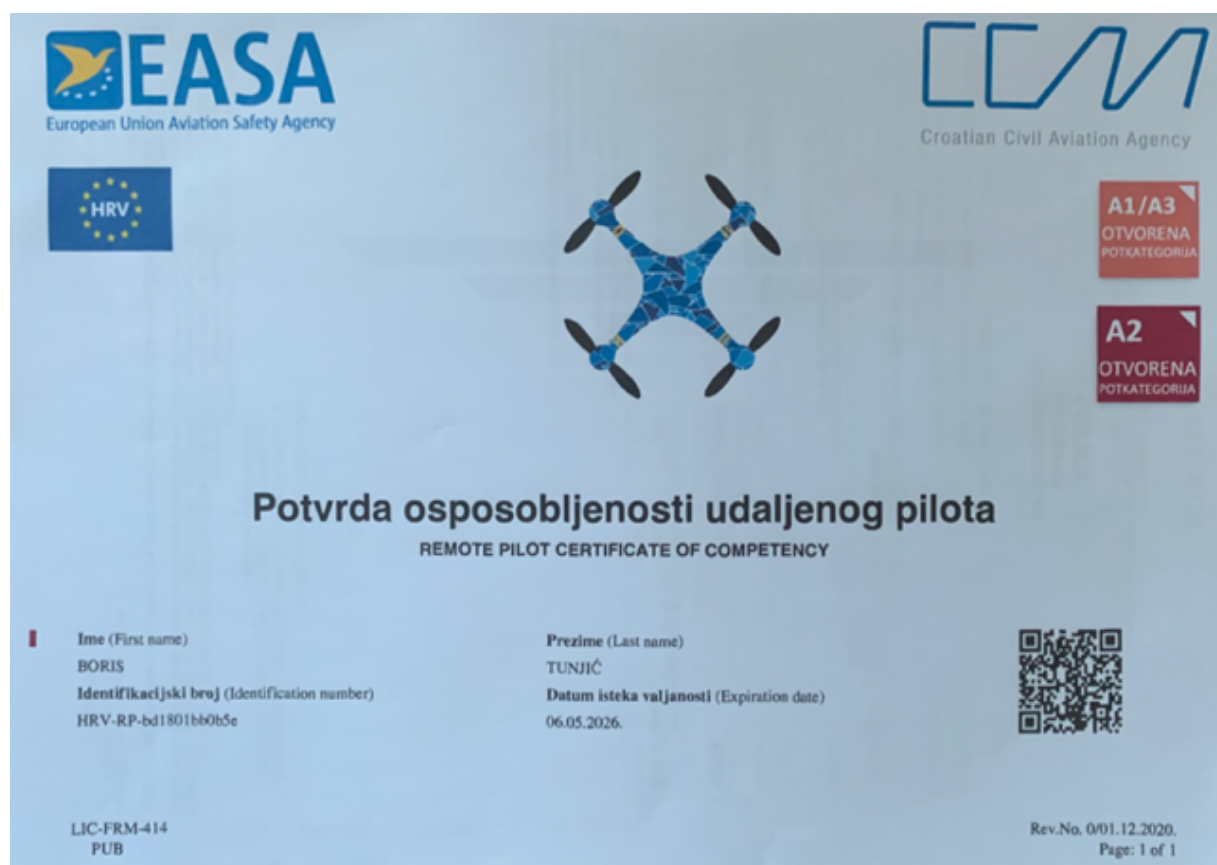 EASA
European Union Aviation Safety Agency
CCAA
Croatian Civil Aviation Agency
HRV
A1/A3
OTVORENA
POTKATEGORIJA
A2
OTVORENA
POTKATEGORIJA
Potvrda osposobljenosti udaljenog pilota
REMOTE PILOT CERTIFICATE OF COMPETENCY
Ime (First name)
BORIS
Identifikacijski broj (Identification number)
HRV-RP-bd1801bb0b5e
Prezime (Last name)
TUNJIĆ
Datum isteka valjanosti (Expiration date)
06.05.2026.
LIC-FRM-414
PUB
Rev.No. 0/01.12.2020.
Page: 1 of 1